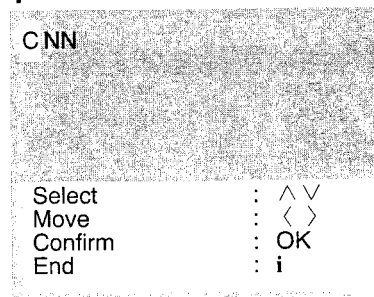 CNN
Select : ∧ ∨
Move : 〈 〉
Confirm : OK
End : i